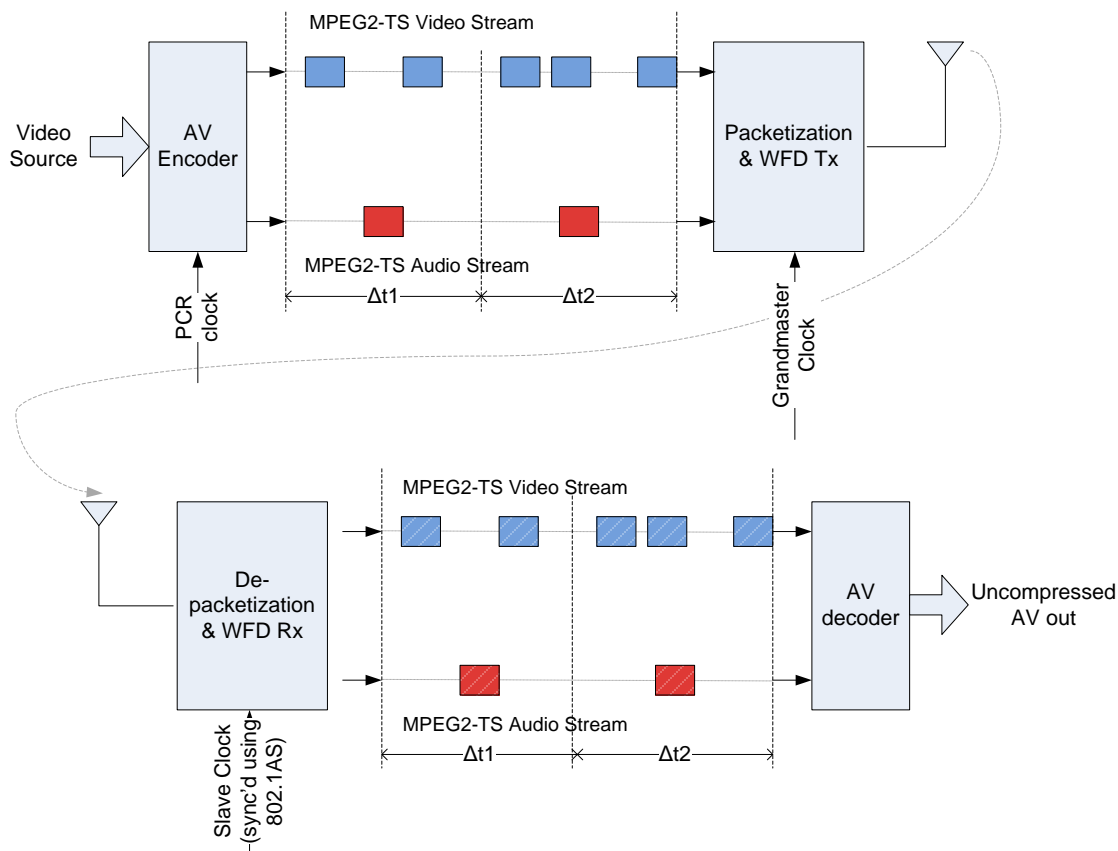 MPEG2-TS Video Stream
Video
Source
AV
Encoder
Packetization
& WFD Tx
MPEG2-TS Audio Stream
Δt1
Δt2
PCR
clock
Grandmaster
Clock
MPEG2-TS Video Stream
De-
packetization
& WFD Rx
AV
decoder
Uncompressed
AV out
MPEG2-TS Audio Stream
Δt1
Δt2
Slave Clock
(sync'd using
802.1AS)